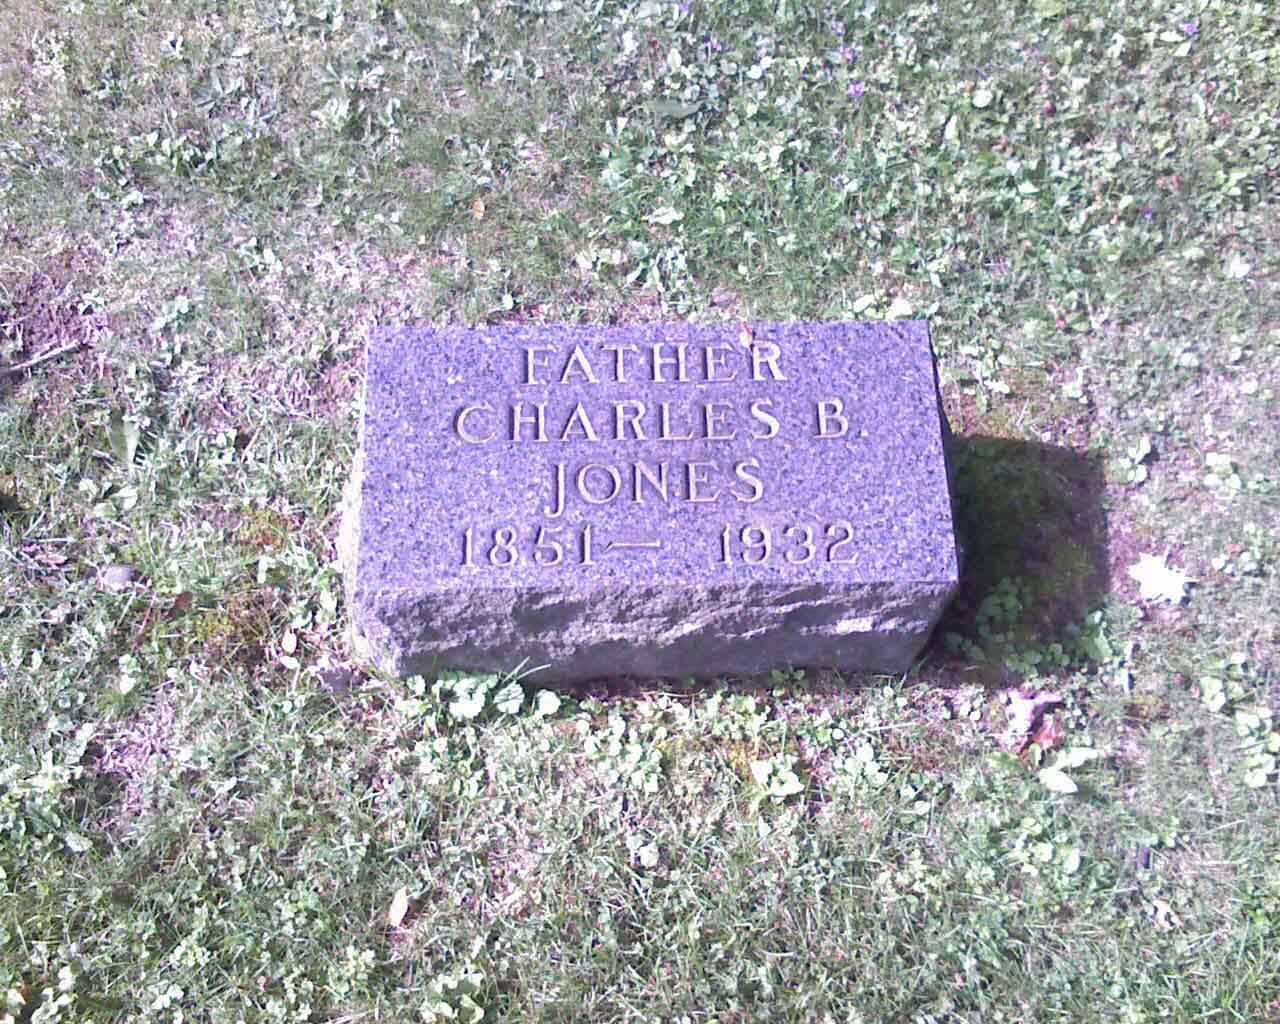 FATHER
CHARLES B.
JONES
1851 — 1932